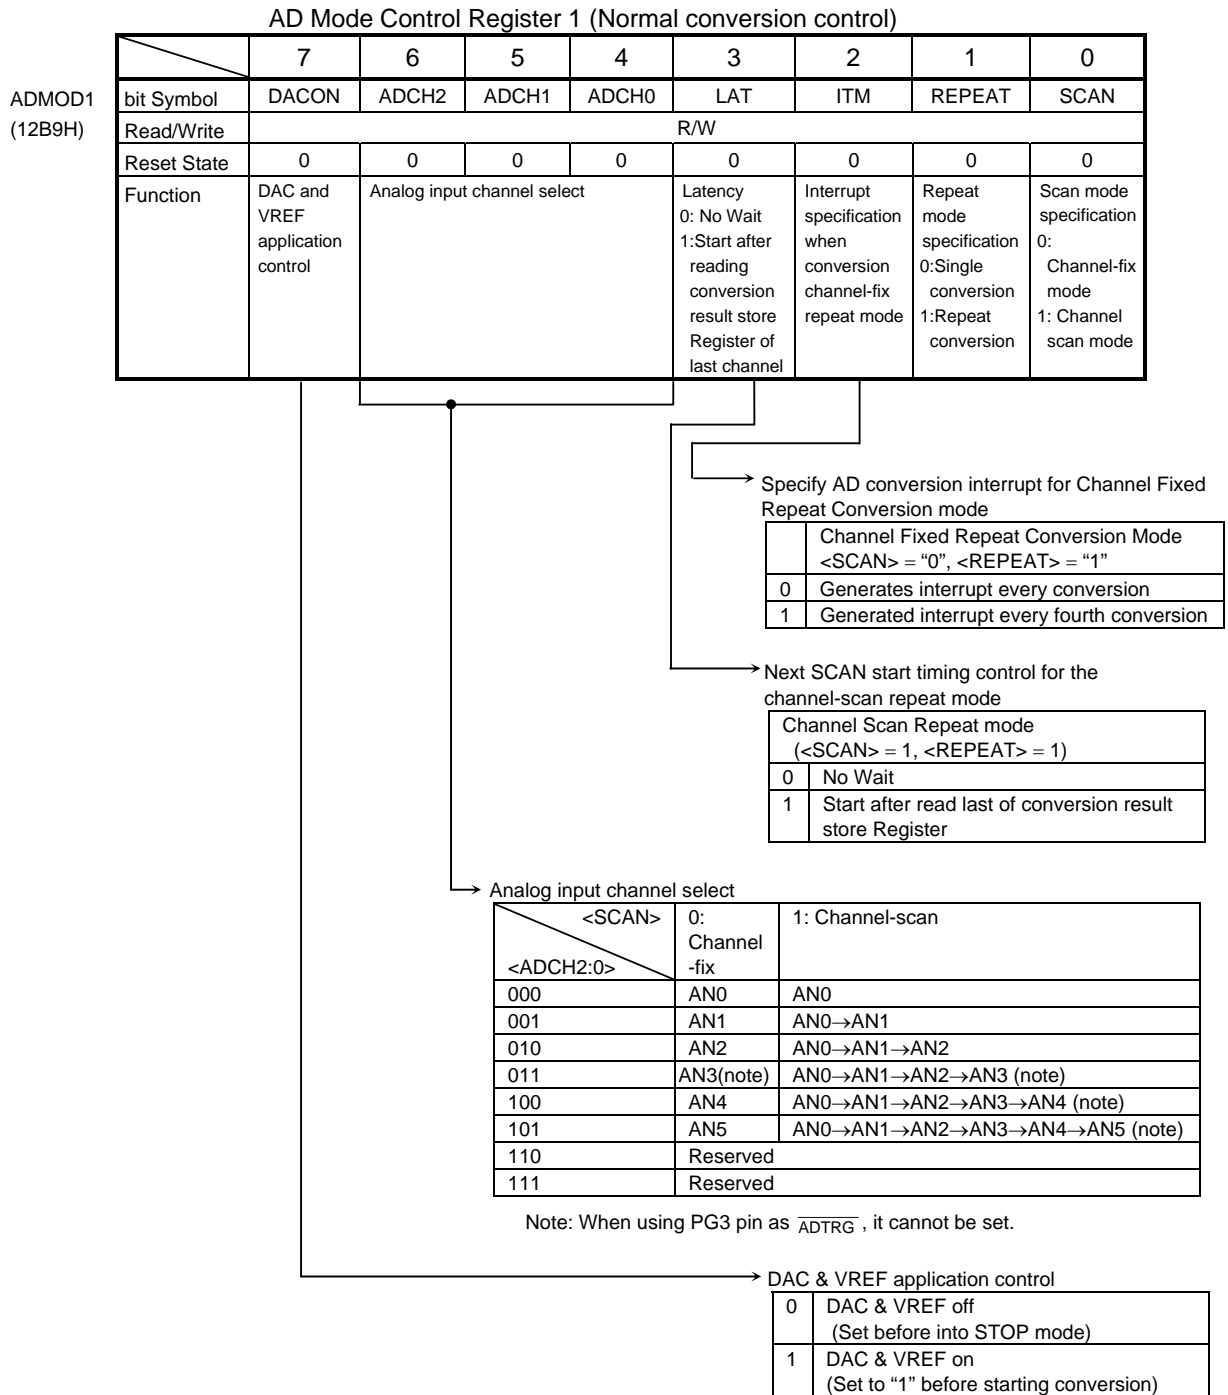 AD Mode Control Register 1 (Normal conversion control)
7 6 5 4 3 2 1 0
ADMOD1 bit Symbol DACON ADCH2 ADCH1 ADCH0 LAT ITM REPEAT SCAN
(12B9H) Read/Write R/W
Reset State 0 0 0 0 0 0 0 0
Function
DAC and
VREF
application
control
Analog input channel select
Latency
0: No Wait
1:Start after
reading
conversion
result store
Register of
last channel
Interrupt
specification
when
conversion
channel-fix
repeat mode
Repeat
mode
specification
0:Single
conversion
1:Repeat
conversion
Scan mode
specification
0:
Channel-fix
mode
1: Channel
scan mode
Specify AD conversion interrupt for Channel Fixed
Repeat Conversion mode
Channel Fixed Repeat Conversion Mode
<SCAN> = “0”, <REPEAT> = “1”
0 Generates interrupt every conversion
1 Generated interrupt every fourth conversion
Next SCAN start timing control for the
channel-scan repeat mode
Channel Scan Repeat mode
(<SCAN> = 1, <REPEAT> = 1)
0 No Wait
1 Start after read last of conversion result
store Register
Analog input channel select
<SCAN> 0: 1: Channel-scan
Channel
<ADCH2:0> -fix
000 AN0 AN0
001 AN1 AN0→AN1
010 AN2 AN0→AN1→AN2
011 AN3(note) AN0→AN1→AN2→AN3 (note)
100 AN4 AN0→AN1→AN2→AN3→AN4 (note)
101 AN5 AN0→AN1→AN2→AN3→AN4→AN5 (note)
110 Reserved
111 Reserved
Note: When using PG3 pin as ADTRG , it cannot be set.
DAC & VREF application control
0 DAC & VREF off
(Set before into STOP mode)
1 DAC & VREF on
(Set to “1” before starting conversion)